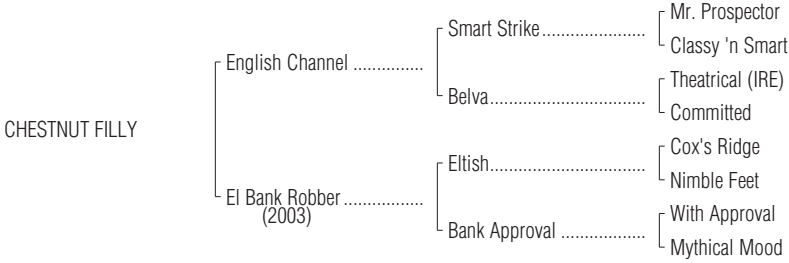 Mr. Prospector
Smart Strike......................
Classy 'n Smart
English Channel ...............
Theatrical (IRE)
Belva.................................
Committed
CHESTNUT FILLY
Cox's Ridge
Eltish.................................
Nimble Feet
El Bank Robber .................
(2003)
With Approval
Bank Approval ..................
Mythical Mood